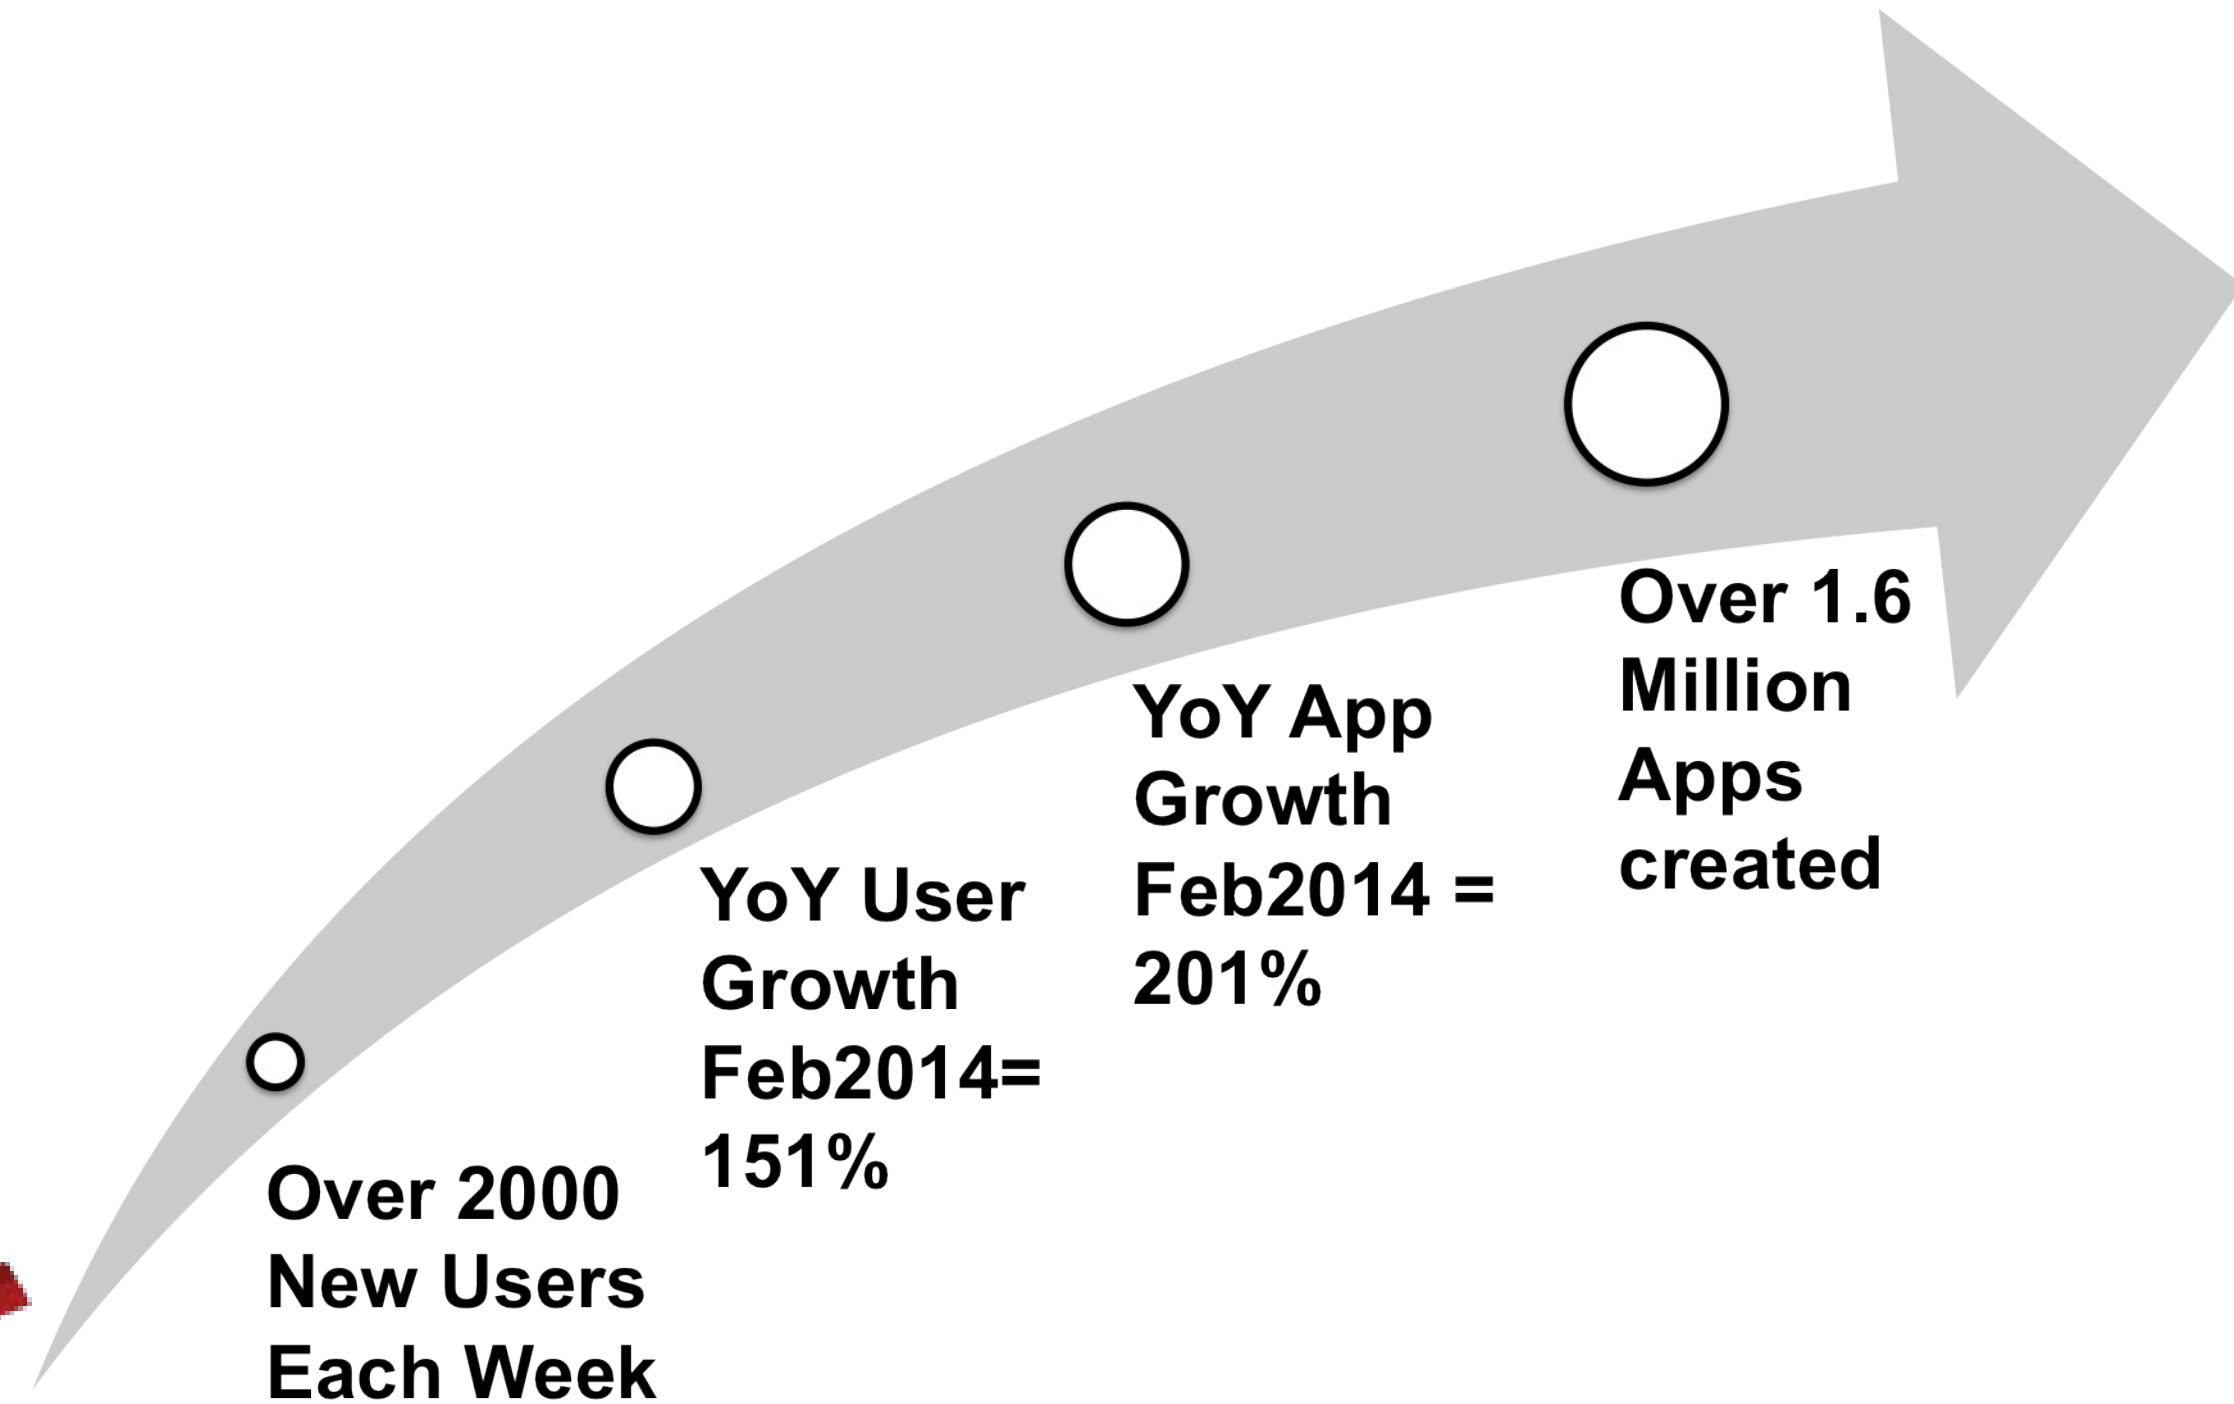 Over 2000
New Users
Each Week
YoY User
Growth
Feb2014=
151%
YoY App
Growth
Feb2014 =
201%
Over 1.6
Million
Apps
created